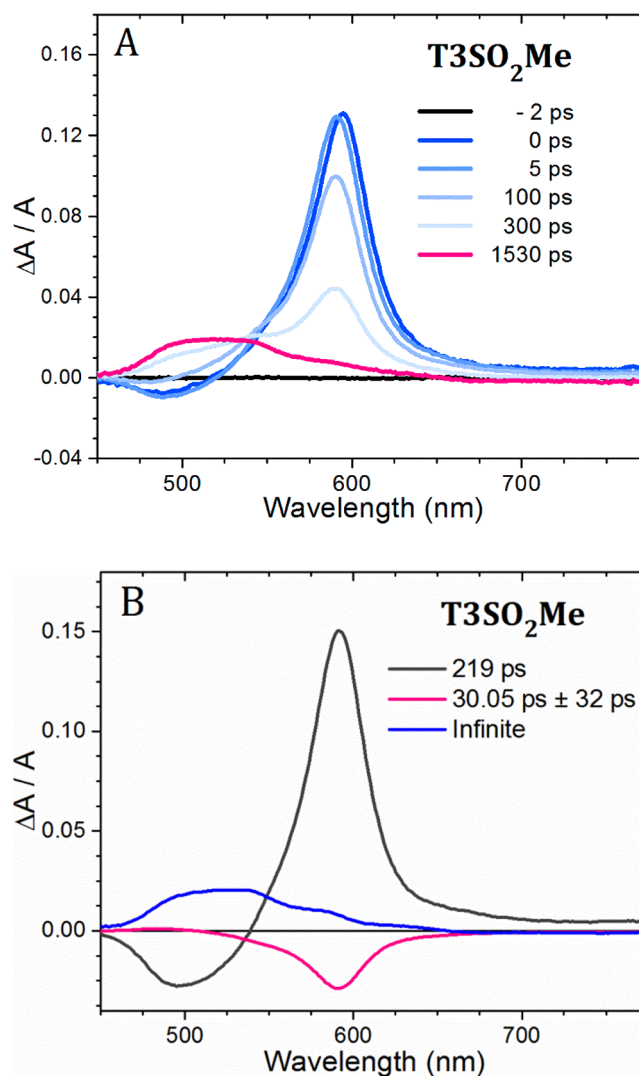 A
T3SO₂Me
- 2 ps
0 ps
5 ps
100 ps
300 ps
1530 ps
0.16
0.12
0.08
0.04
0.00
-0.04
ΔA / A
500
600
700
Wavelength (nm)
B
T3SO₂Me
219 ps
30.05 ps ± 32 ps
Infinite
0.15
0.10
0.05
0.00
ΔA / A
500
600
700
Wavelength (nm)